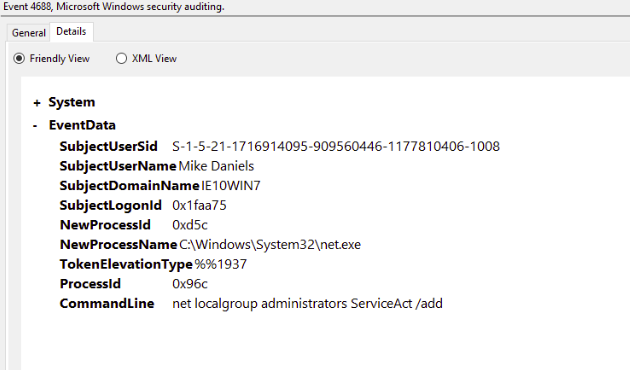 Event 4688, Microsoft Windows security auditing.
General Details
Friendly View XML View
+ System
- EventData
SubjectUserSid S-1-5-21-1716914095-909560446-1177810406-1008
SubjectUserName Mike Daniels
SubjectDomainName IE10WIN7
SubjectLogonId 0x1faa75
NewProcessId 0xd5c
NewProcessName C:\Windows\System32\net.exe
TokenElevationType %%1937
ProcessId 0x96c
CommandLine net localgroup administrators ServiceAct /add